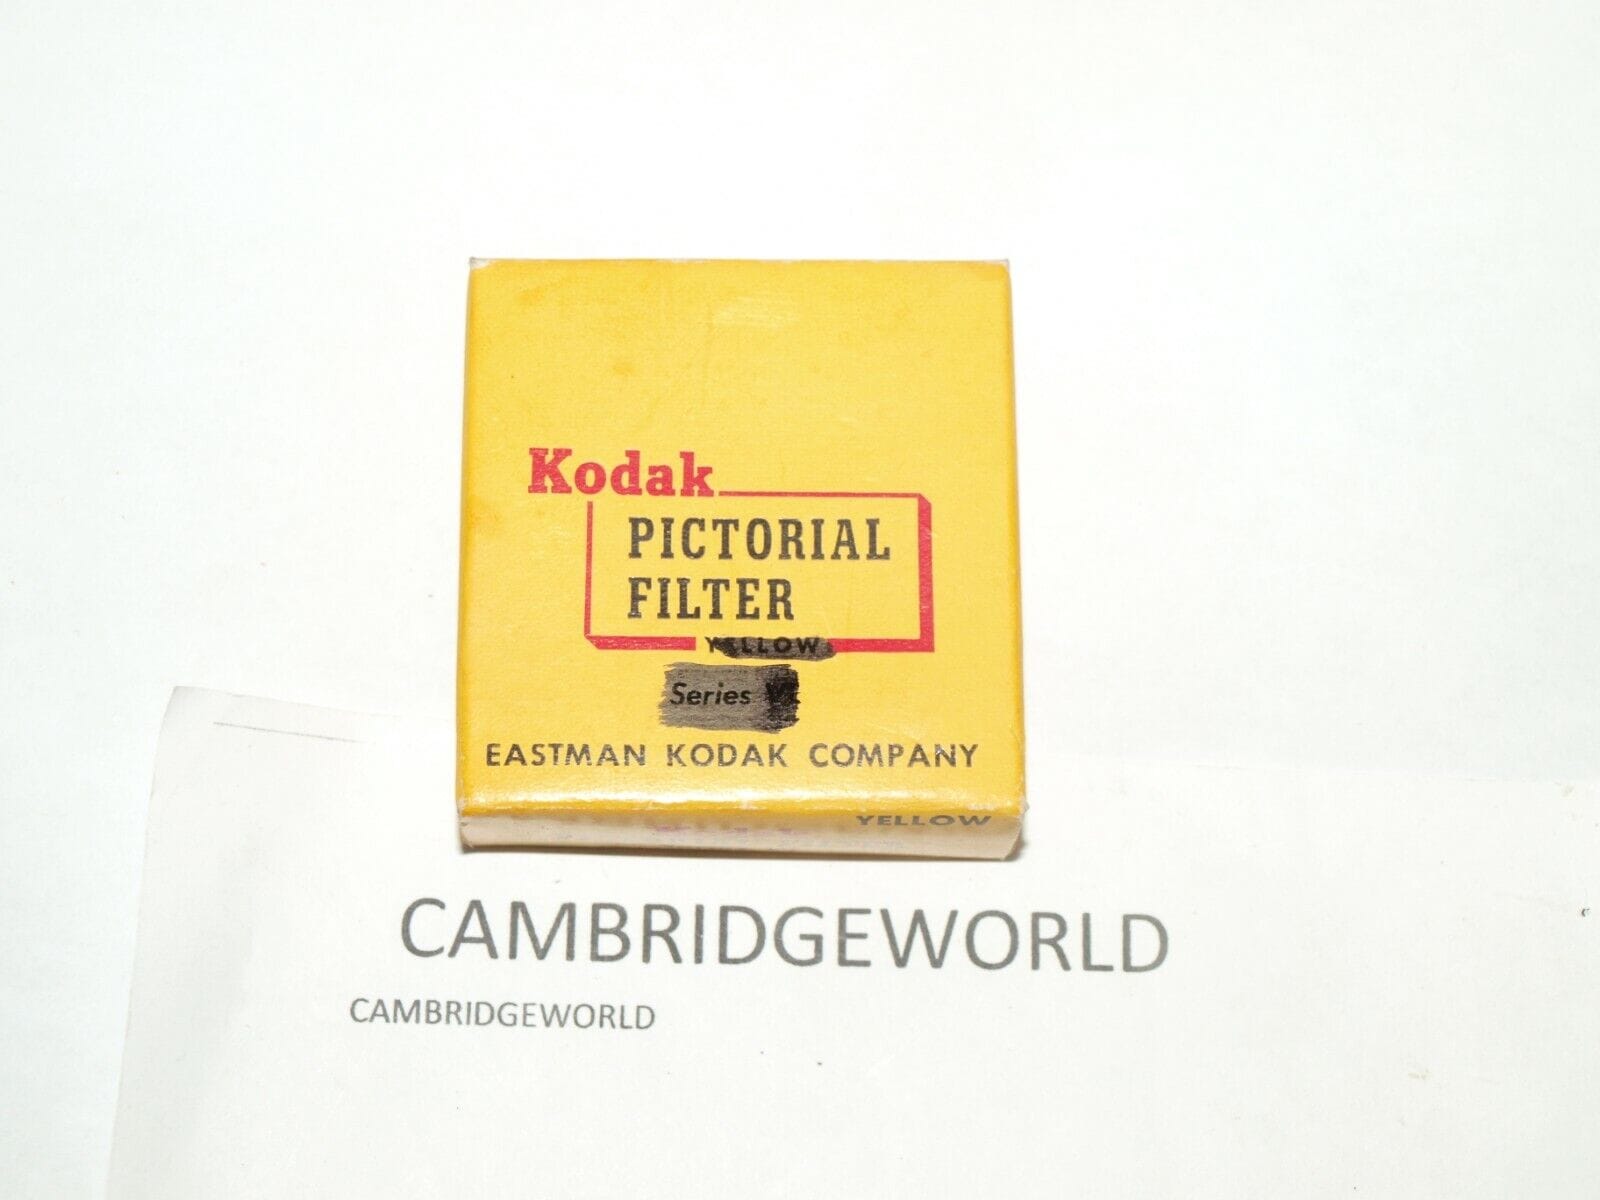 Kodak
PICTORIAL
FILTER
YELLOW
Series
EASTMAN KODAK COMPANY
YELLOW
CAMBRIDGEWORLD
CAMBRIDGEWORLD